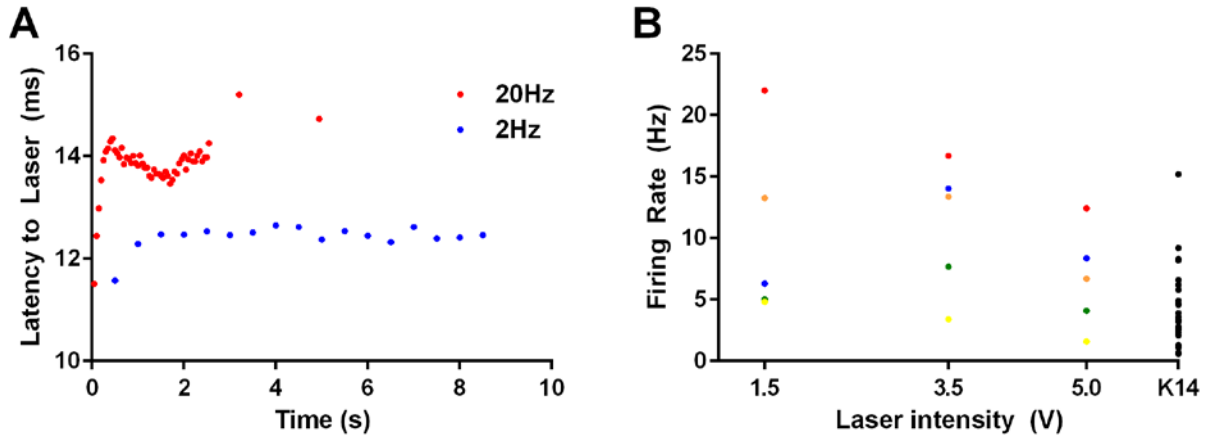 A
Latency to Laser (ms)
16
14
12
10
20Hz
2Hz
0 2 4 6 8 10
Time (s)
B
Firing Rate (Hz)
25
20
15
10
5
0
1.5 3.5 5.0 K14
Laser intensity (V)